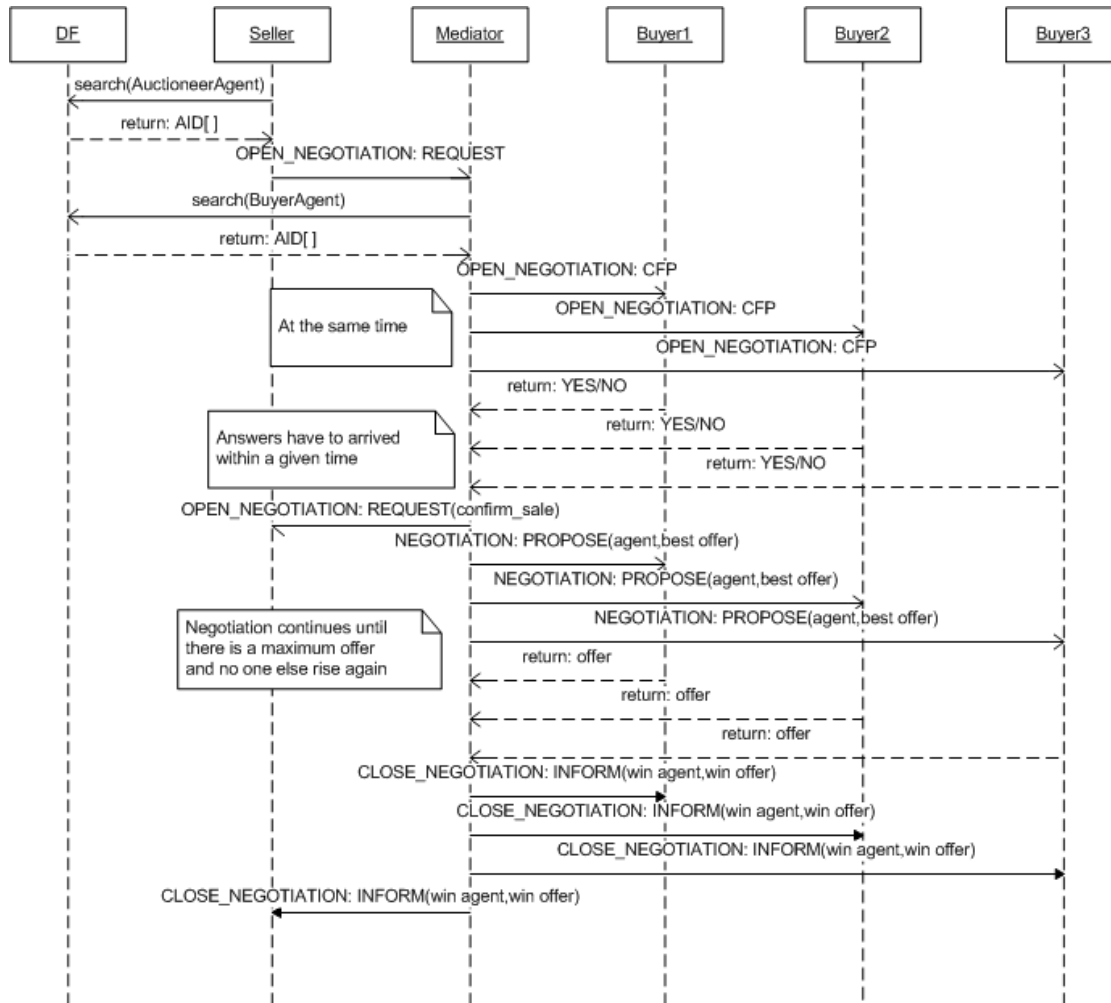 DF
Seller
Mediator
Buyer1
Buyer2
Buyer3
search(AuctioneerAgent)
return: AID[ ]
OPEN_NEGOTIATION: REQUEST
search(BuyerAgent)
return: AID[ ]
OPEN_NEGOTIATION: CFP
At the same time
OPEN_NEGOTIATION: CFP
OPEN_NEGOTIATION: CFP
return: YES/NO
return: YES/NO
Answers have to arrived
within a given time
return: YES/NO
OPEN_NEGOTIATION: REQUEST(confirm_sale)
NEGOTIATION: PROPOSE(agent,best offer)
NEGOTIATION: PROPOSE(agent,best offer)
NEGOTIATION: PROPOSE(agent,best offer)
Negotiation continues until
there is a maximum offer
and no one else rise again
return: offer
return: offer
return: offer
CLOSE_NEGOTIATION: INFORM(win agent,win offer)
CLOSE_NEGOTIATION: INFORM(win agent,win offer)
CLOSE_NEGOTIATION: INFORM(win agent,win offer)
CLOSE_NEGOTIATION: INFORM(win agent,win offer)